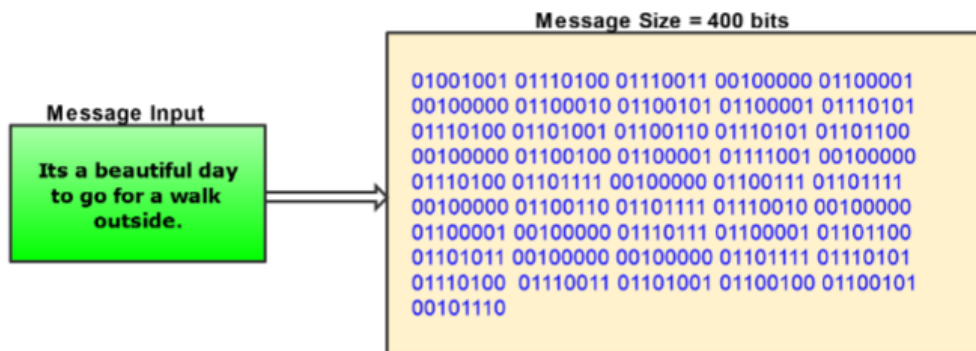 Message Size = 400 bits
Message Input
Its a beautiful day
to go for a walk
outside.
01001001 01110100 01110011 00100000 01100001
00100000 01100010 01100101 01100001 01110101
01110100 01101001 01100110 01110101 01101100
00100000 01100100 01100001 01111001 00100000
01110100 01101111 00100000 01100111 01101111
00100000 01100110 01101111 01110010 00100000
01100001 00100000 01110111 01100001 01101100
01101011 00100000 00100000 01101111 01110101
01110100 01110011 01101001 01100100 01100101
00101110